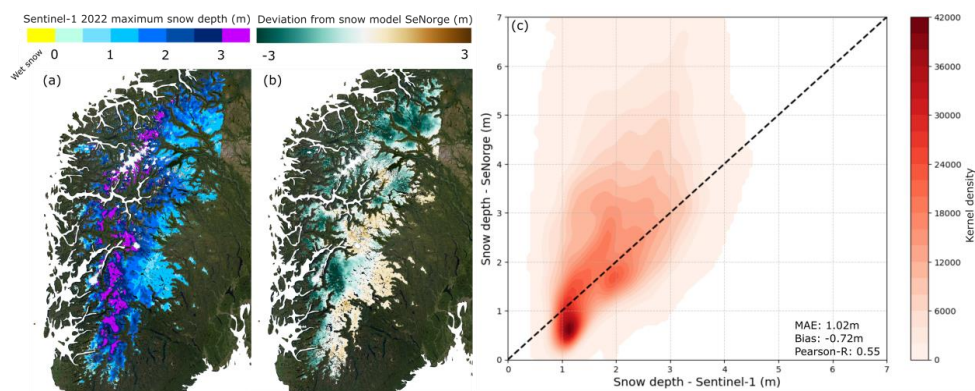 Sentinel-1 2022 maximum snow depth (m)
Deviation from snow model SeNorge (m)
Wet snow
0 1 2 3
-3 3
(a)
(b)
(c)
7
6
5
4
3
2
1
0
Snow depth - SeNorge (m)
MAE: 1.02m
Bias: -0.72m
Pearson-R: 0.55
0 1 2 3 4 5 6 7
Snow depth - Sentinel-1 (m)
42000
36000
30000
24000
18000
12000
6000
0
Kernel density